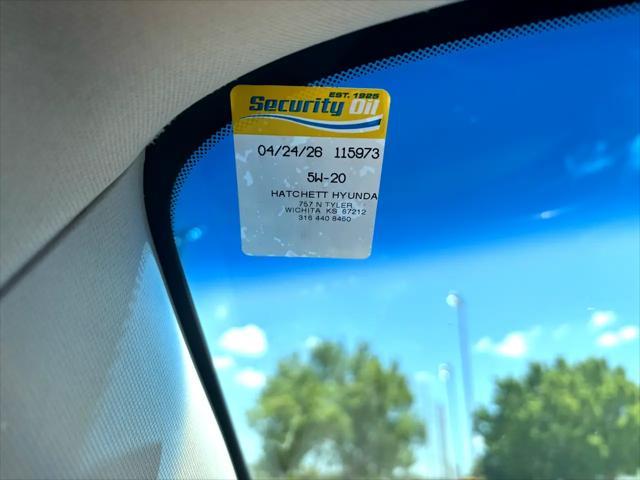 EST. 1925
Security Oil
04/24/26 115973
5W-20
HATCHETT HYUNDA
757 N TYLER
WICHITA KS 67212
316 440 8450